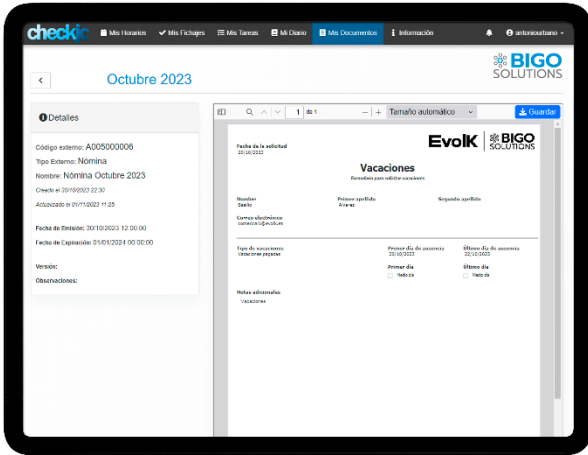 checkjc Mis Horarios Mis Fichajes Mis Tareas Mi Diario Mis Documentos Información antoniourbano
Octubre 2023
BIGO
SOLUTIONS
Detalles
Código externo: A005000006
Tipo Externo: Nómina
Nombre: Nómina Octubre 2023
Creado el 30/10/2023 22:30
Actualizado el 01/11/2023 11:25
Fecha de Emisión: 30/10/2023 12:00:00
Fecha de Expiración: 01/01/2024 00:00:00
Versión:
Observaciones:
1 de 1 Tamaño automático Guardar
Fecha de la solicitud
20/10/2023
EvolK BIGO
SOLUTIONS
Vacaciones
Formulario para solicitar vacaciones
Nombre Primer apellido Segundo apellido
Alvarez
Correo electrónico
Tipo de vacaciones Primer día de ausencia Último día de ausencia
Vacaciones pagadas 23/10/2023 22/10/2023
Primer día Último día
Medio día Medio día
Notas adicionales
Vacaciones